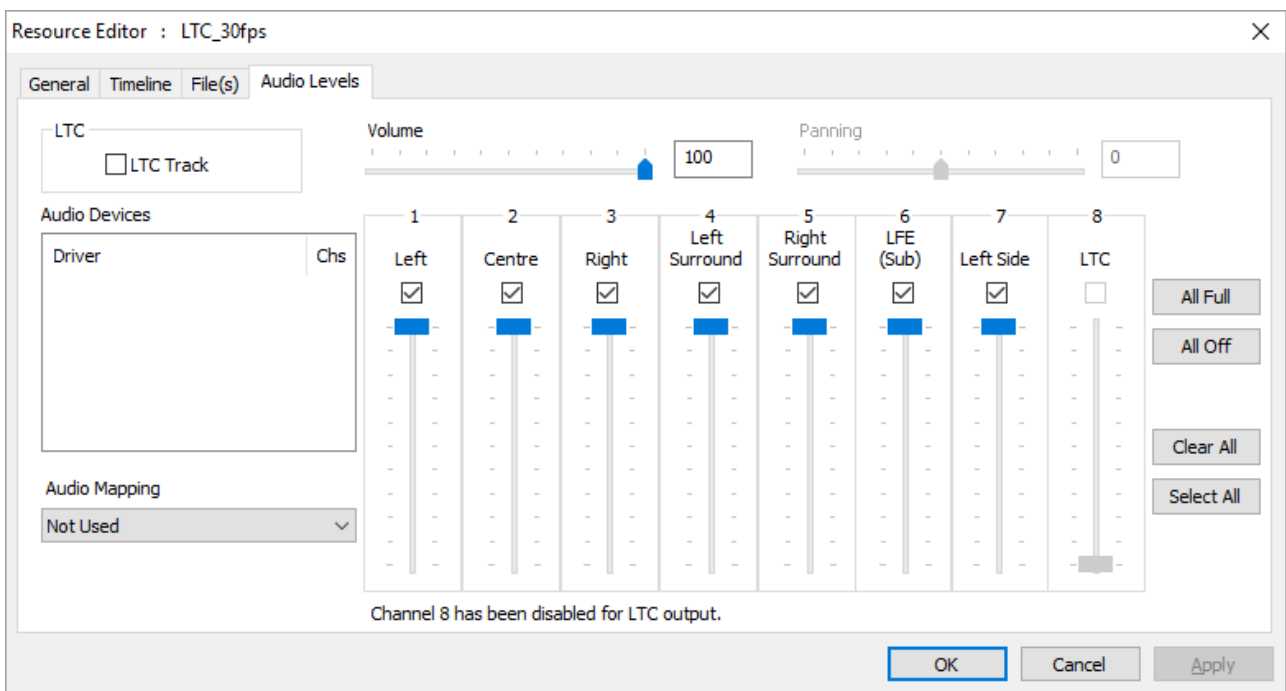 Resource Editor : LTC_30fps
General Timeline File(s) Audio Levels
LTC
LTC Track
Volume
100
Panning
0
Audio Devices
Driver Chs
1 2 3 4 5 6 7 8
Left Centre Right Left Surround Right Surround LFE (Sub) Left Side LTC
All Full
All Off
Clear All
Select All
Audio Mapping
Not Used
Channel 8 has been disabled for LTC output.
OK Cancel Apply